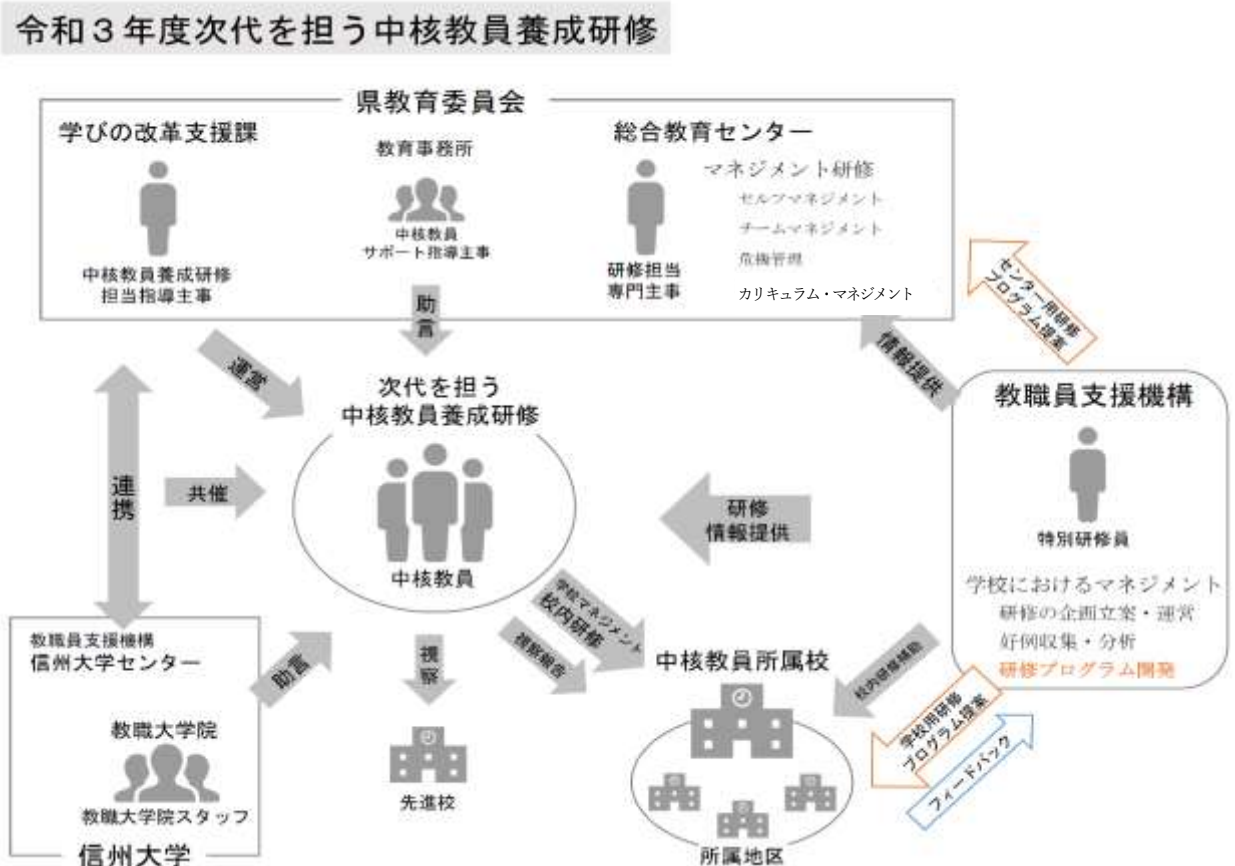 令和３年度次代を担う中核教員養成研修
県教育委員会
学びの改革支援課
中核教員養成研修
担当指導主事
教育事務所
中核教員
サポート指導主事
総合教育センター
研修担当
専門主事
マネジメント研修
セルフマネジメント
チームマネジメント
危機管理
カリキュラム・マネジメント
センター用研修
プログラム提案
助言
運営
情報提供
次代を担う
中核教員養成研修
中核教員
連携
共催
研修
情報提供
教職員支援機構
特別研修員
学校におけるマネジメント
研修の企画立案・運営
好例収集・分析
研修プログラム開発
教職員支援機構
信州大学センター
教職大学院
教職大学院スタッフ
信州大学
助言
視察
先進校
学校マネジメント
校内研修
視察報告
中核教員所属校
所属地区
校内研修補助
学校用研修
プログラム提案
フィードバック